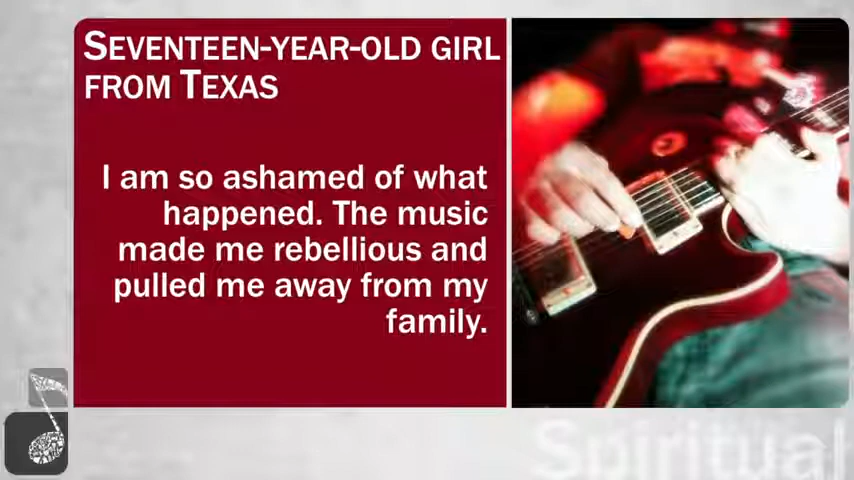 SEVENTEEN-YEAR-OLD GIRL
FROM TEXAS
I am so ashamed of what
happened. The music
made me rebellious and
pulled me away from my
family.
Spiritual